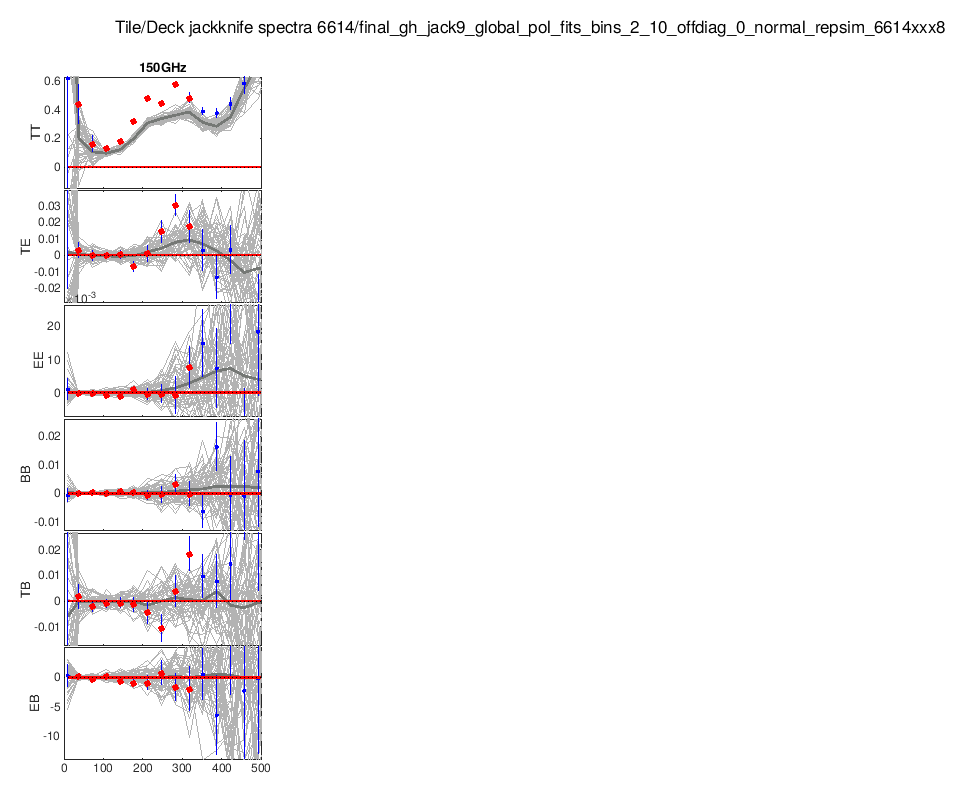 Tile/Deck jackknife spectra 6614/final_gh_jack9_global_pol_fits_bins_2_10_offdiag_0_normal_repsim_6614xxx8
150GHz
0.6
0.4
0.2
0
TT
0.03
0.02
0.01
0
-0.01
-0.02
TE
10-3
20
10
0
EE
0.02
0.01
0
-0.01
BB
0.02
0.01
0
-0.01
TB
0
-5
-10
EB
0 100 200 300 400 500